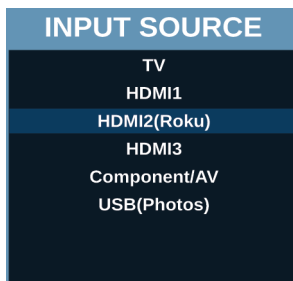 INPUT SOURCE
TV
HDMI1
HDMI2(Roku)
HDMI3
Component/AV
USB(Photos)